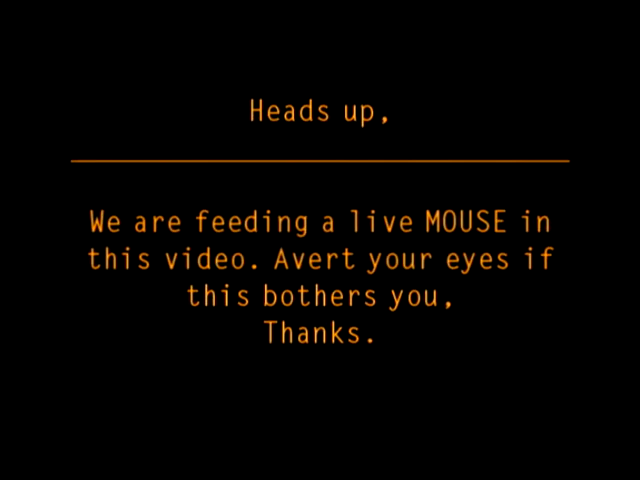 Heads up,
We are feeding a live MOUSE in
this video. Avert your eyes if
this bothers you,
Thanks.